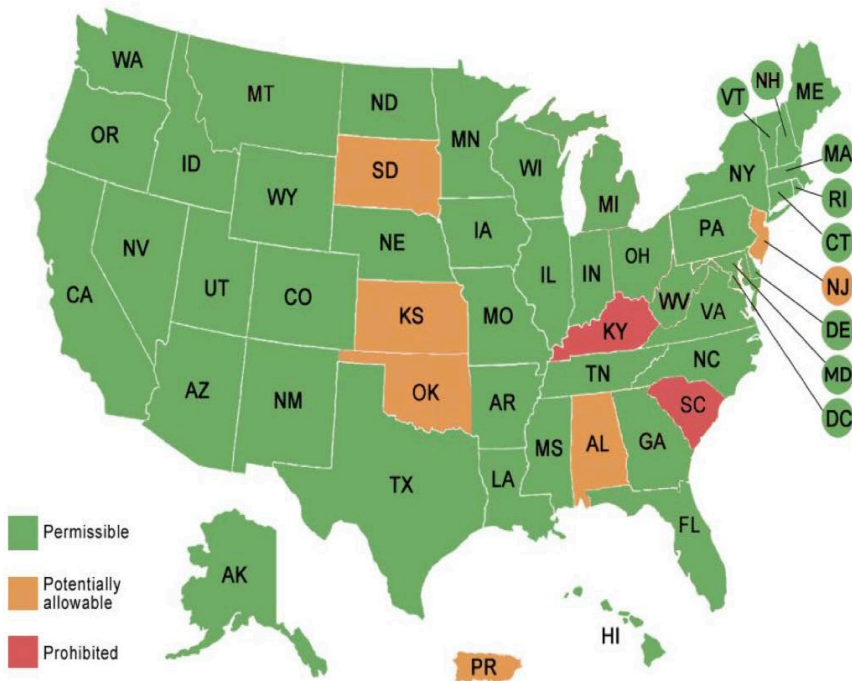 WA
MT
ND
MN
VT
NH
ME
OR
ID
SD
WI
MA
WY
MI
NY
RI
NV
NE
IA
PA
CT
CA
UT
CO
IL
IN
OH
NJ
KS
MO
WV
VA
DE
KY
NC
MD
AZ
NM
OK
AR
TN
SC
DC
MS
AL
GA
TX
LA
FL
Permissible
AK
Potentially
allowable
HI
Prohibited
PR